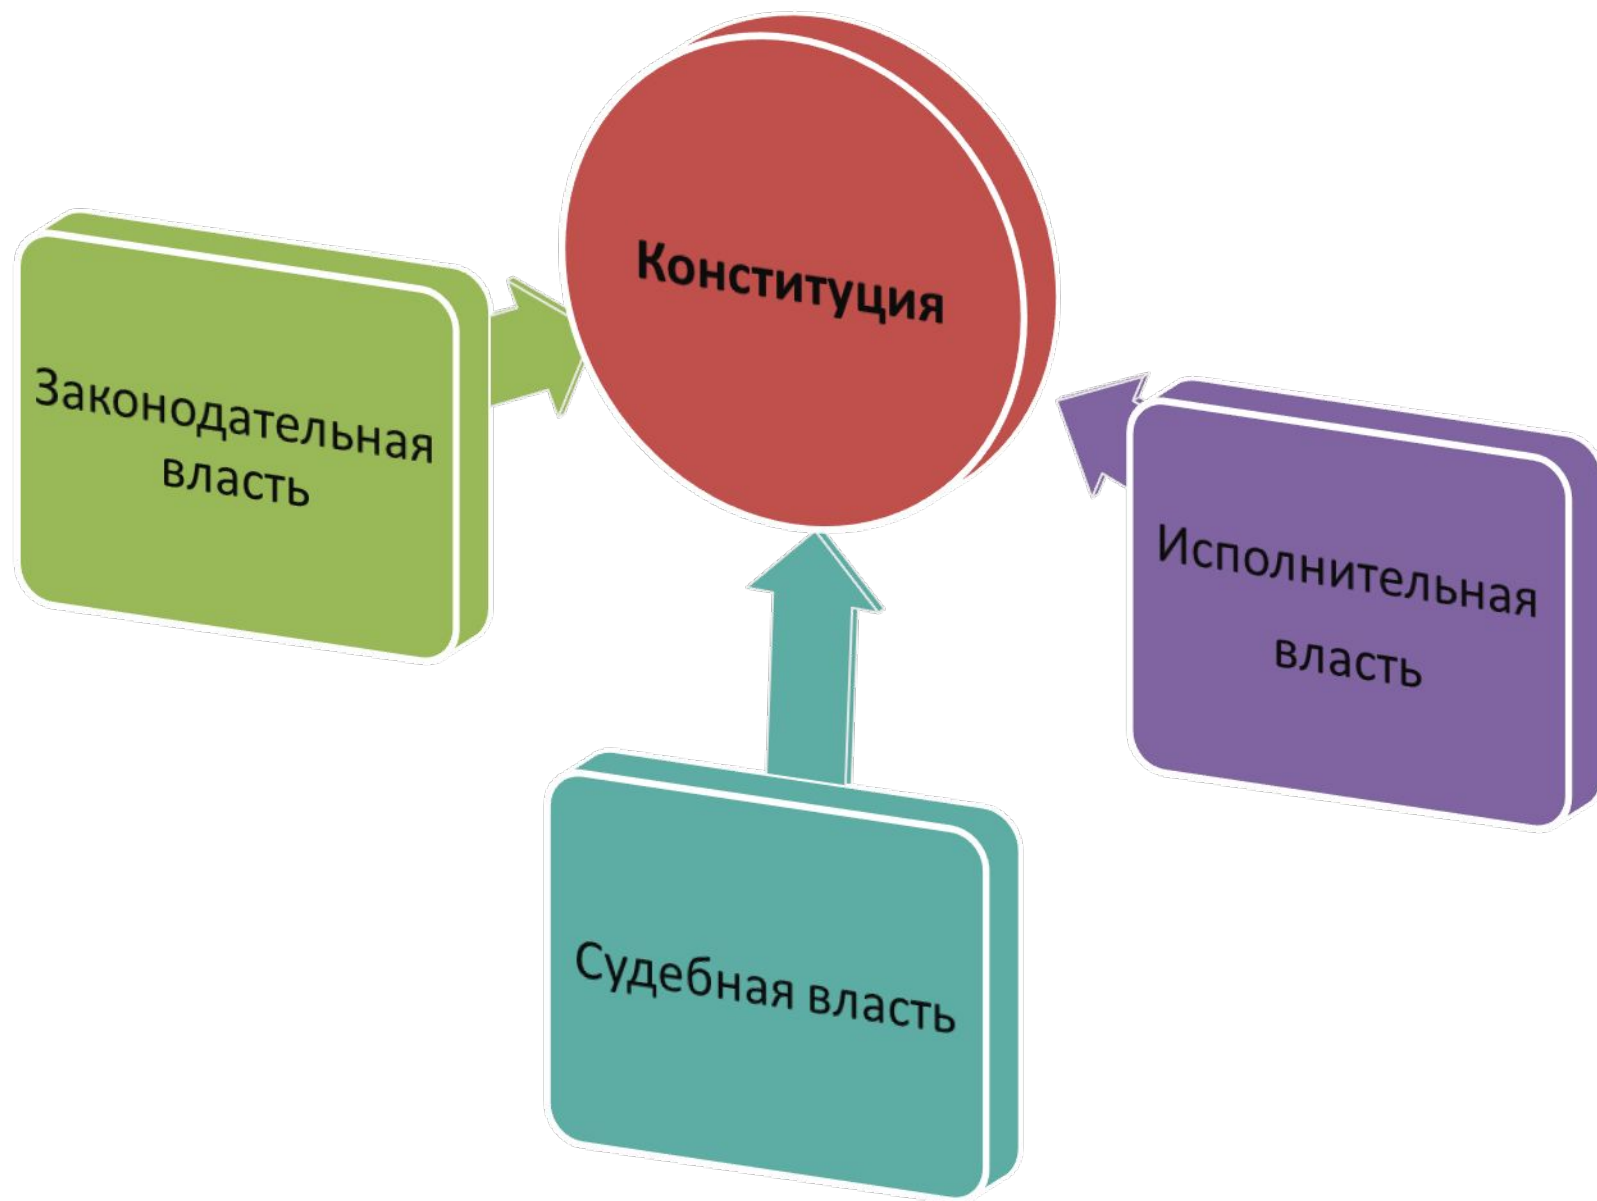 Конституция
Законодательная
власть
Исполнительная
власть
Судебная власть